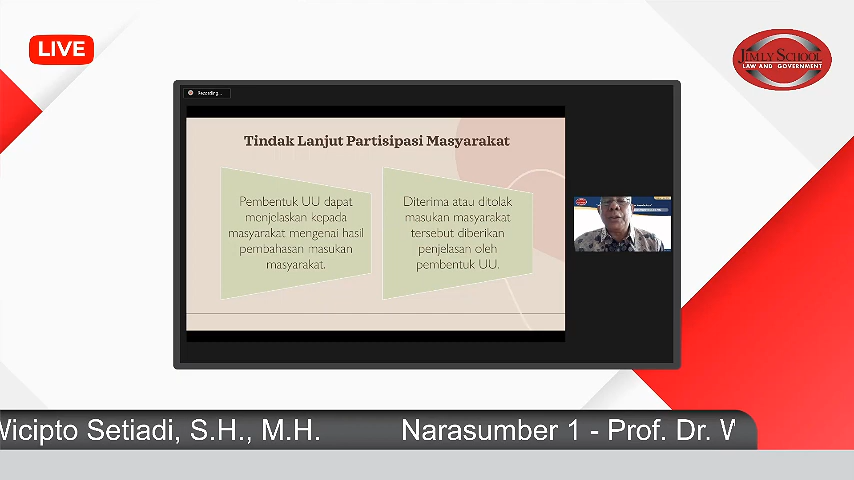 LIVE
JIMLY SCHOOL
LAW AND GOVERNMENT
Recording...
Tindak Lanjut Partisipasi Masyarakat
Pembentuk UU dapat
menjelaskan kepada
masyarakat mengenai hasil
pembahasan masukan
masyarakat.
Diterima atau ditolak
masukan masyarakat
tersebut diberikan
penjelasan oleh
pembentuk UU.
Wicipto Setiadi, S.H., M.H.
Narasumber 1 - Prof. Dr. W